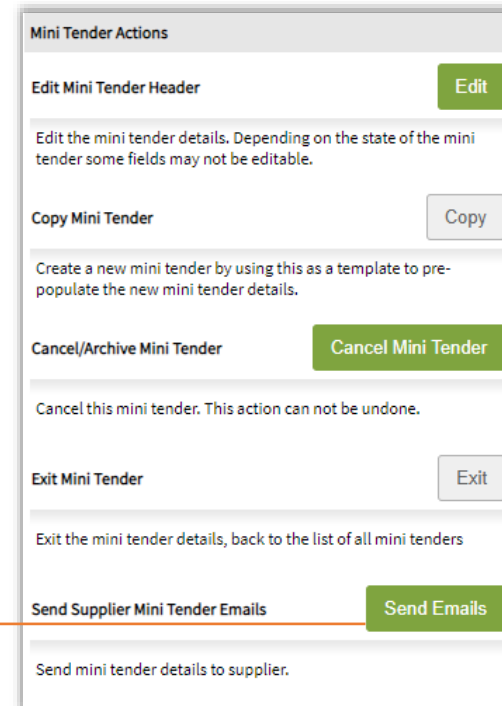 Mini Tender Actions
Edit Mini Tender Header Edit
Edit the mini tender details. Depending on the state of the mini
tender some fields may not be editable.
Copy Mini Tender Copy
Create a new mini tender by using this as a template to pre-
populate the new mini tender details.
Cancel/Archive Mini Tender Cancel Mini Tender
Cancel this mini tender. This action can not be undone.
Exit Mini Tender Exit
Exit the mini tender details, back to the list of all mini tenders
Send Supplier Mini Tender Emails Send Emails
Send mini tender details to supplier.